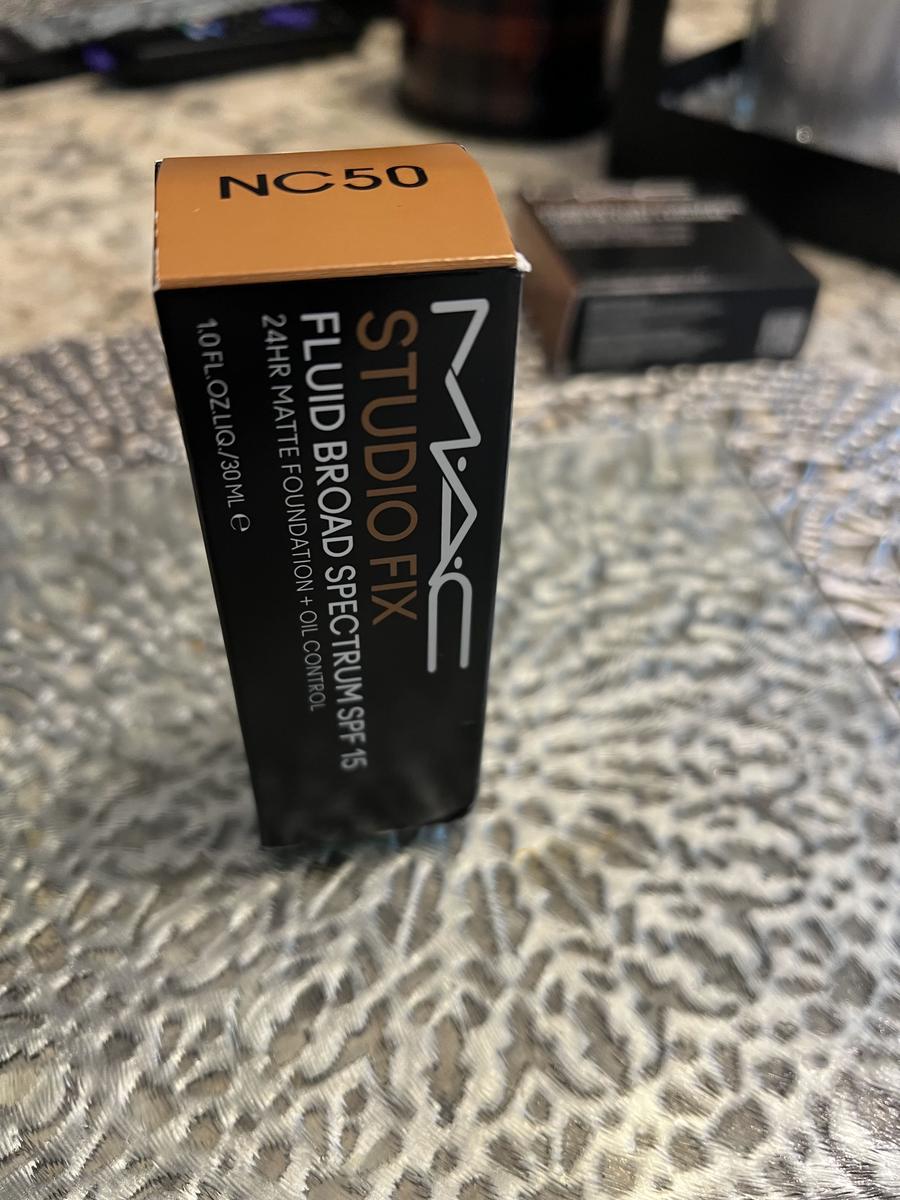 NC50
M·A·C
STUDIO FIX
FLUID BROAD SPECTRUM SPF 15
24HR MATTE FOUNDATION + OIL CONTROL
1.0 FL.OZ.LIQ./30 ML ℮